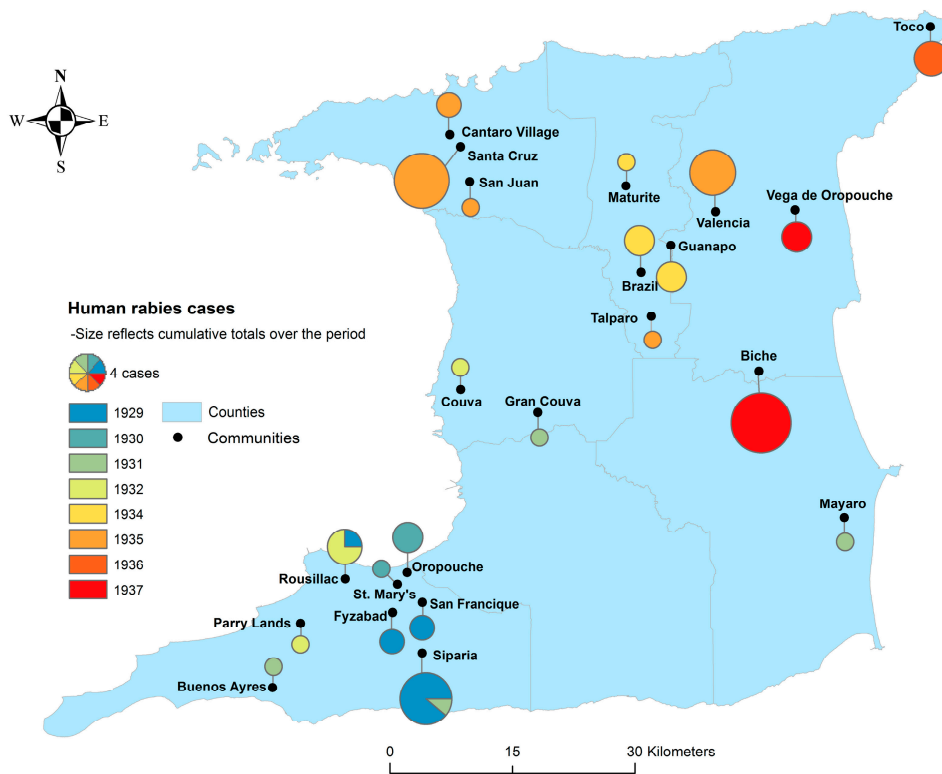 Toco
N
W
E
S
Cantaro Village
Santa Cruz
San Juan
Maturite
Valencia
Vega de Oropouche
Guanapo
Brazil
Talparo
Biche
Human rabies cases
-Size reflects cumulative totals over the period
4 cases
1929
Counties
1930
Communities
1931
1932
1934
1935
1936
1937
Couva
Gran Couva
Mayaro
Rousillac
Oropouche
St. Mary's
San Francique
Fyzabad
Parry Lands
Siparia
Buenos Ayres
0 15 30 Kilometers